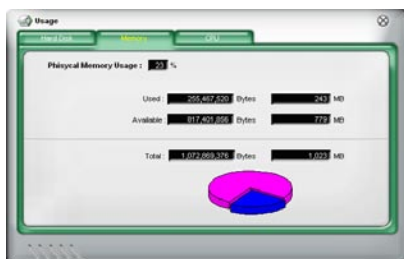 Usage
Hard Disk Memory CPU
Phisycal Memory Usage : 23 %
Used : 255,467,520 Bytes 243 MB
Available : 817,401,856 Bytes 779 MB
Total : 1,072,869,376 Bytes 1,023 MB